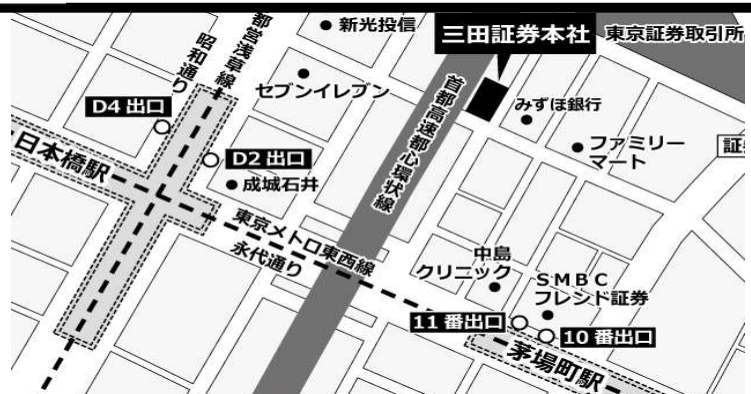 新光投信
三田証券本社
東京証券取引所
都営浅草線
昭和通り
セブンイレブン
首都高速都心環状線
みずほ銀行
D4 出口
ファミリー
マート
日本橋駅
D2 出口
成城石井
東京メトロ東西線
永代通り
中島
クリニック
SMBC
フレンド証券
11 番出口
10 番出口
茅場町駅